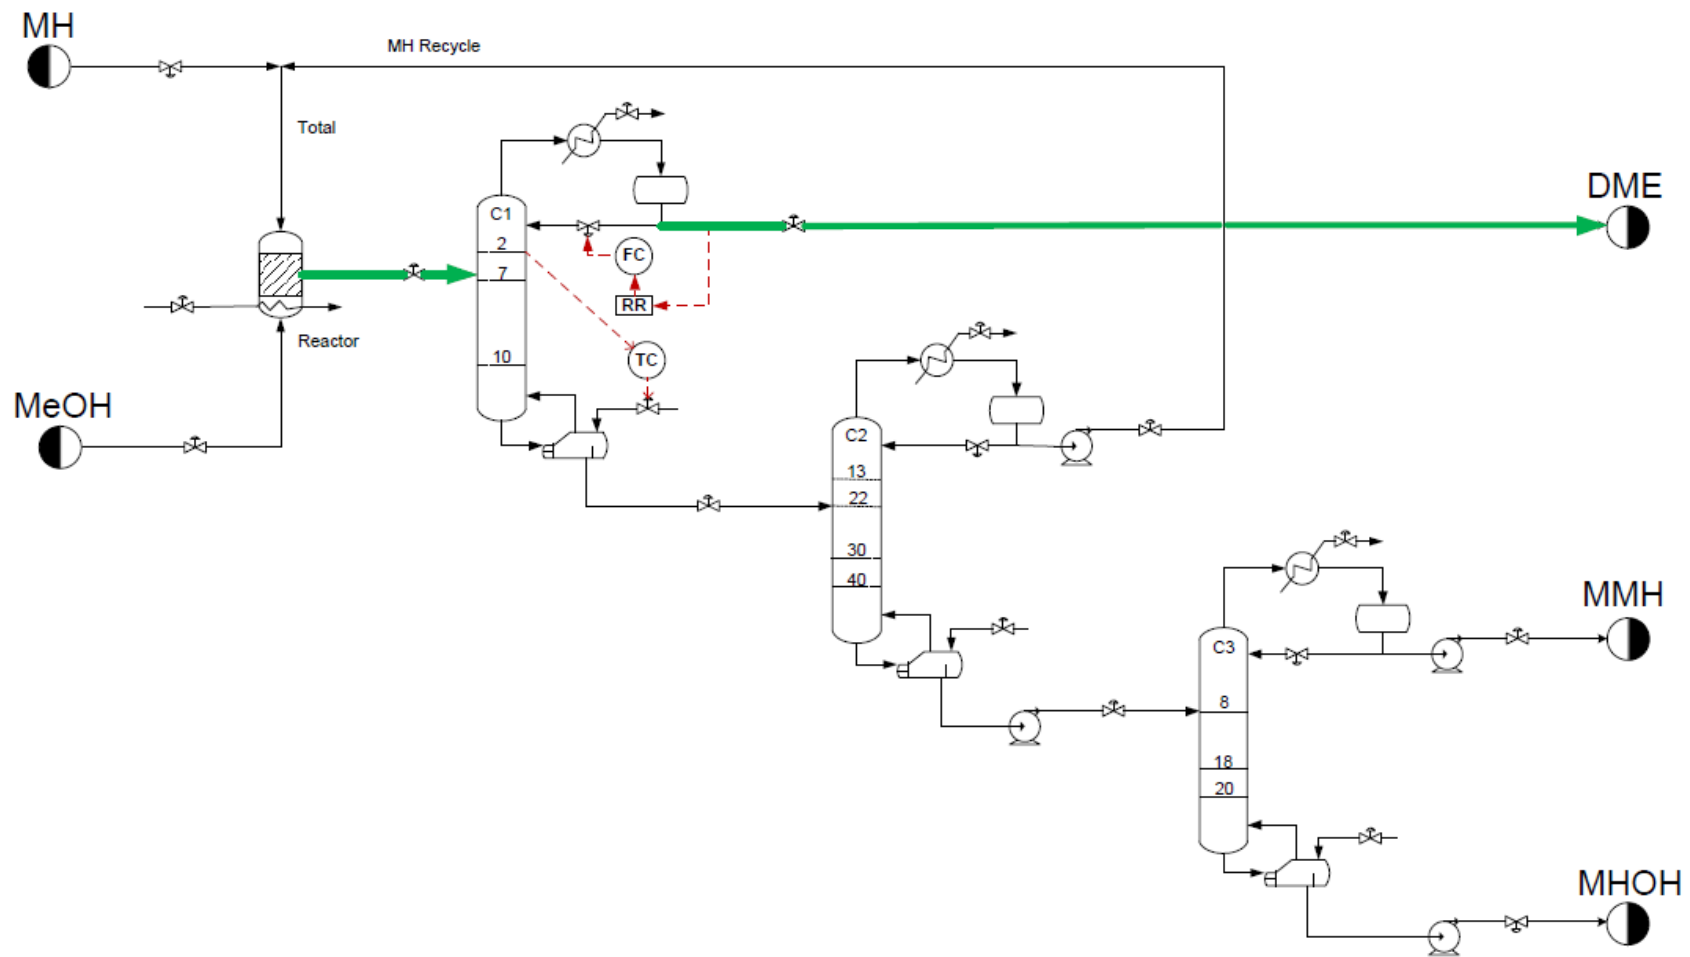 MH
MH Recycle
Total
DME
C1
2
FC
7
RR
Reactor
10
TC
MeOH
C2
13
22
30
40
MMH
C3
8
18
20
MHOH